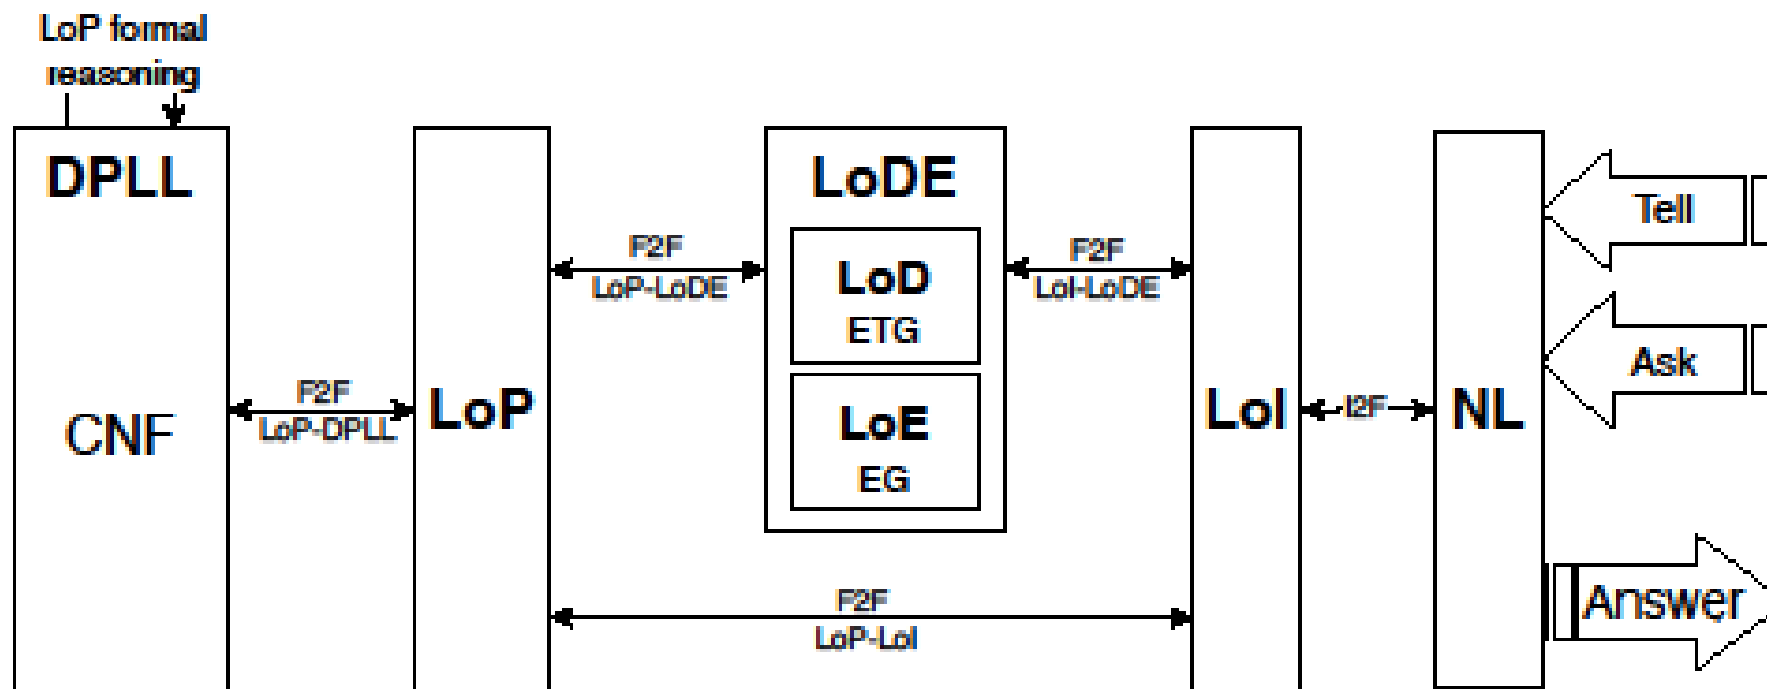 LoP formal
reasoning
DPLL
CNF
F2F
LoP-DPLL
LoP
F2F
LoP-LoDE
LoDE
LoD
ETG
LoE
EG
F2F
LoI-LoDE
F2F
LoP-LoI
LoI
I2F
NL
Tell
Ask
Answer